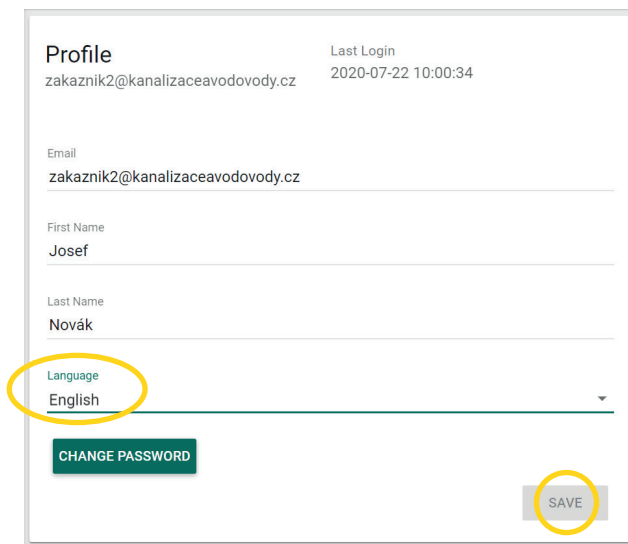 Profile
zakaznik2@kanalizaceavodovody.cz
Last Login
2020-07-22 10:00:34
Email
zakaznik2@kanalizaceavodovody.cz
First Name
Josef
Last Name
Novák
Language
English
CHANGE PASSWORD
SAVE